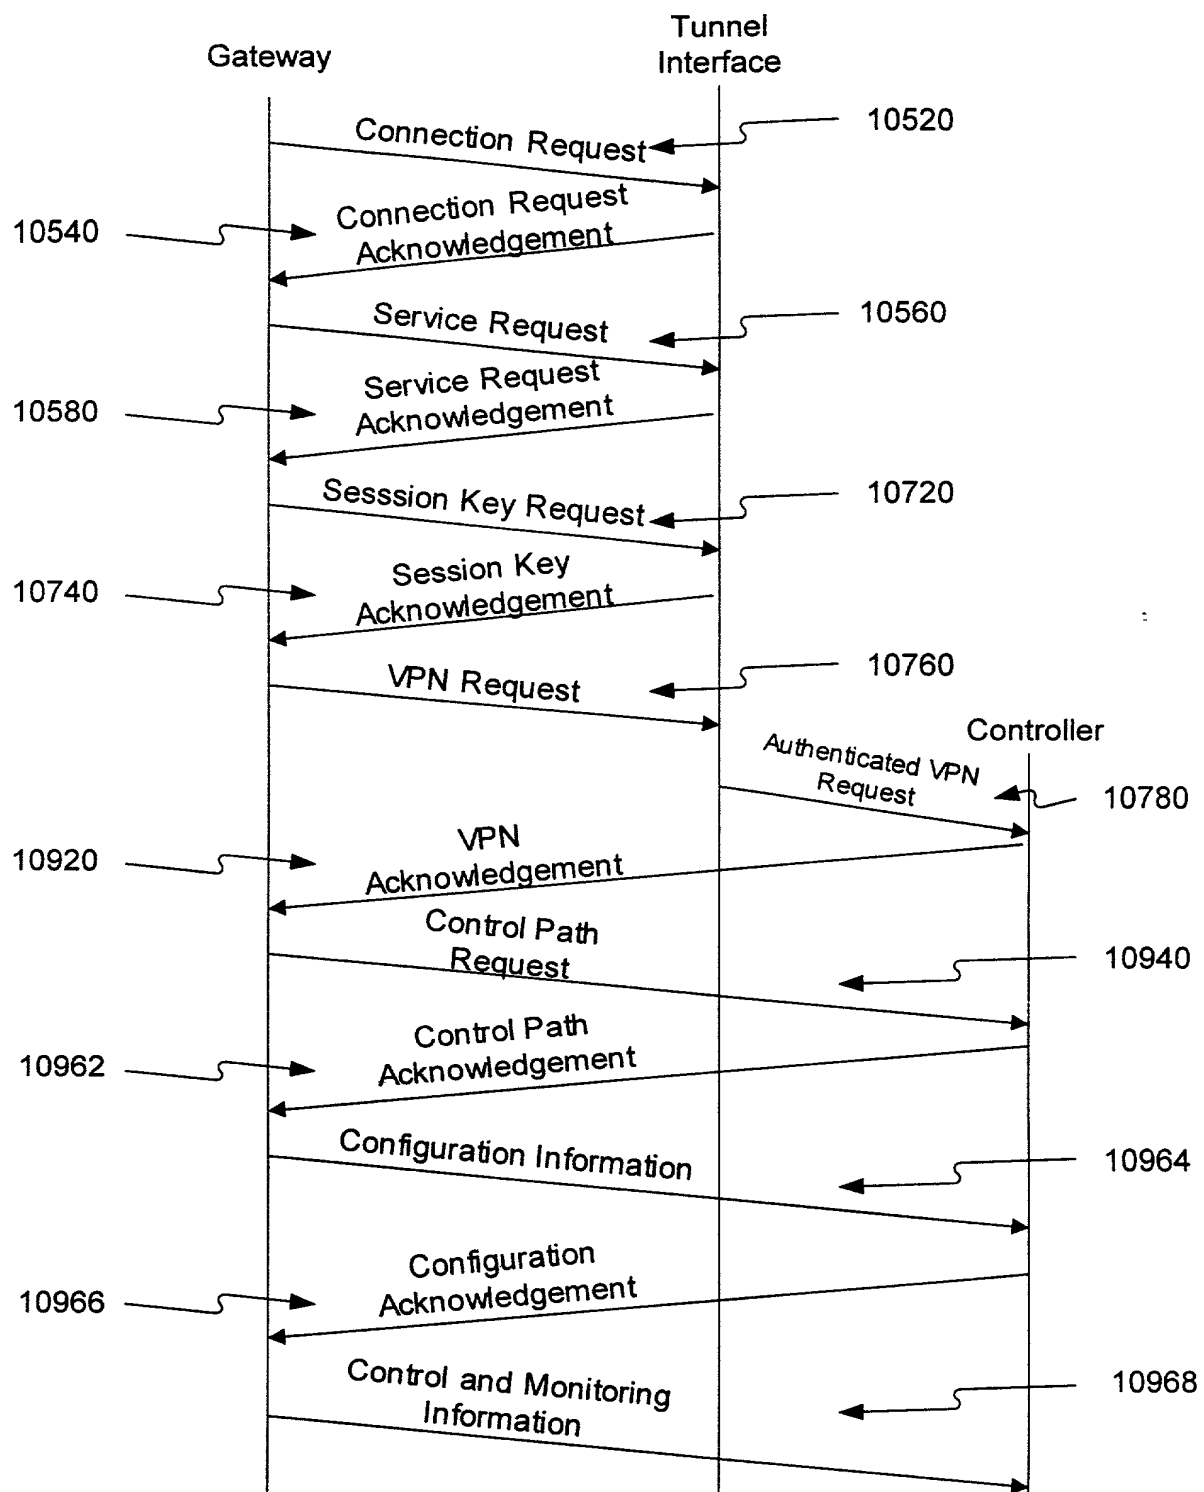 Gateway
Tunnel
Interface
Connection Request
10520
Connection Request
Acknowledgement
10540
Service Request
10560
Service Request
Acknowledgement
10580
Sesssion Key Request
10720
Session Key
Acknowledgement
10740
VPN Request
10760
Controller
Authenticated VPN
Request
10780
VPN
Acknowledgement
10920
Control Path
Request
10940
Control Path
Acknowledgement
10962
Configuration Information
10964
Configuration
Acknowledgement
10966
Control and Monitoring
Information
10968